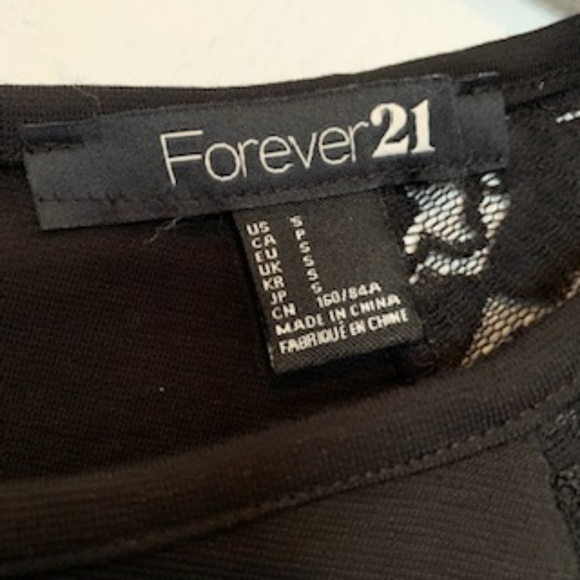 Forever21
US S
CA P
EU S
UK S
KR S
JP S
CN 160/84A
MADE IN CHINA
FABRIQUÉ EN CHINE